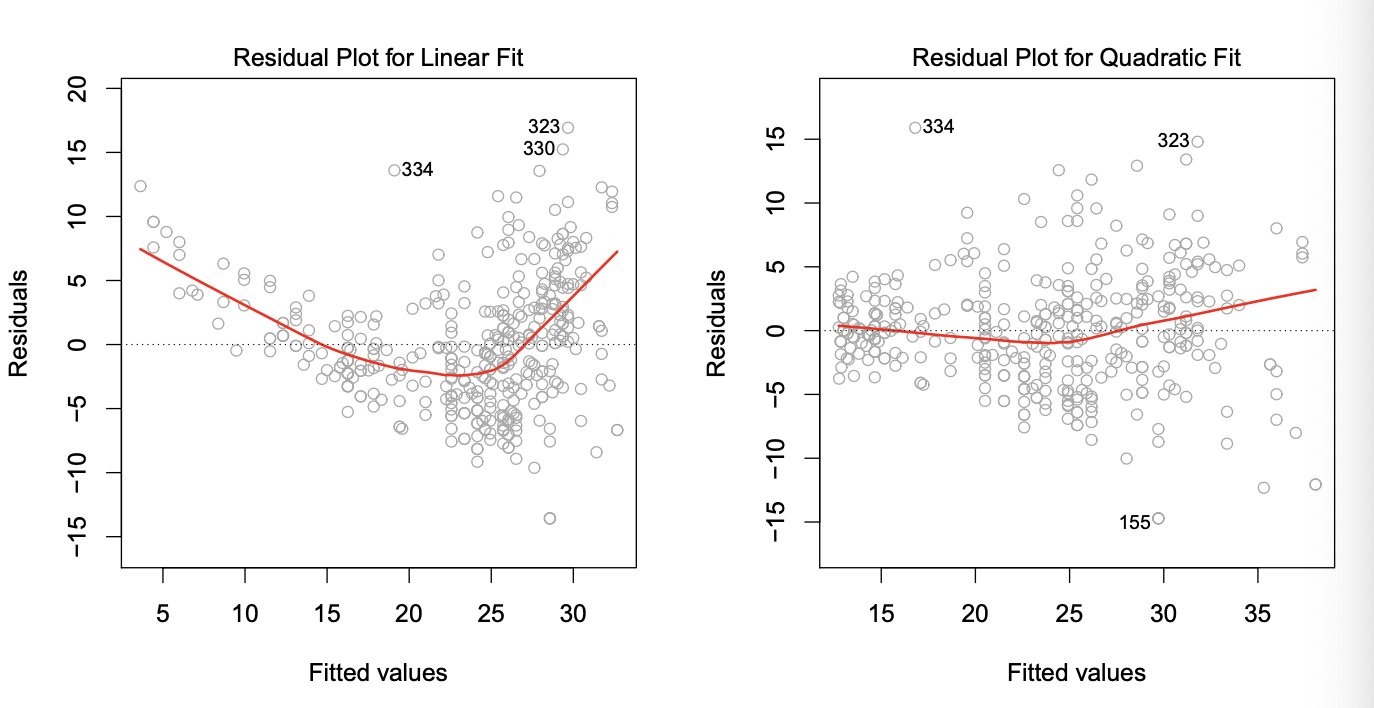 Residual Plot for Linear Fit
Residuals
20
15
10
5
0
−5
−10
−15
323
330
334
5 10 15 20 25 30
Fitted values
Residual Plot for Quadratic Fit
Residuals
15
10
5
0
−5
−10
−15
334
323
155
15 20 25 30 35
Fitted values